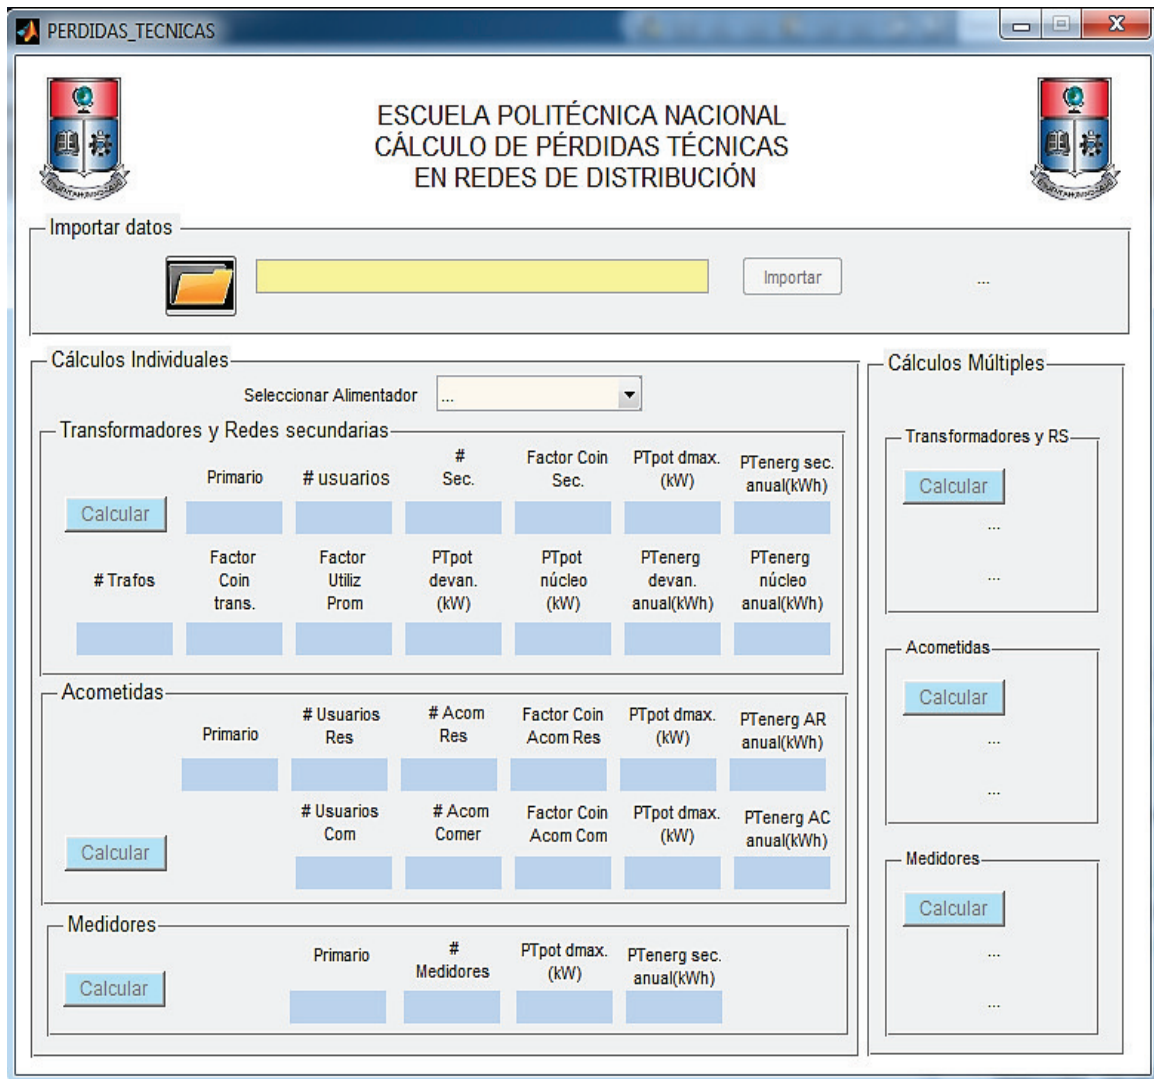 PERDIDAS_TECNICAS
ESCUELA POLITÉCNICA NACIONAL
CÁLCULO DE PÉRDIDAS TÉCNICAS
EN REDES DE DISTRIBUCIÓN
Importar datos
Importar
...
Cálculos Individuales
Seleccionar Alimentador
...
Transformadores y Redes secundarias
Primario
# usuarios
#
Sec.
Factor Coin
Sec.
PTpot dmax.
(kW)
PTenerg sec.
anual(kWh)
Calcular
# Trafos
Factor
Coin
trans.
Factor
Utiliz
Prom
PTpot
devan.
(kW)
PTpot
núcleo
(kW)
PTenerg
devan.
anual(kWh)
PTenerg
núcleo
anual(kWh)
Acometidas
Primario
# Usuarios
Res
# Acom
Res
Factor Coin
Acom Res
PTpot dmax.
(kW)
PTenerg AR
anual(kWh)
Calcular
# Usuarios
Com
# Acom
Comer
Factor Coin
Acom Com
PTpot dmax.
(kW)
PTenerg AC
anual(kWh)
Medidores
Calcular
Primario
#
Medidores
PTpot dmax.
(kW)
PTenerg sec.
anual(kWh)
Cálculos Múltiples
Transformadores y RS
Calcular
...
...
Acometidas
Calcular
...
...
Medidores
Calcular
...
...